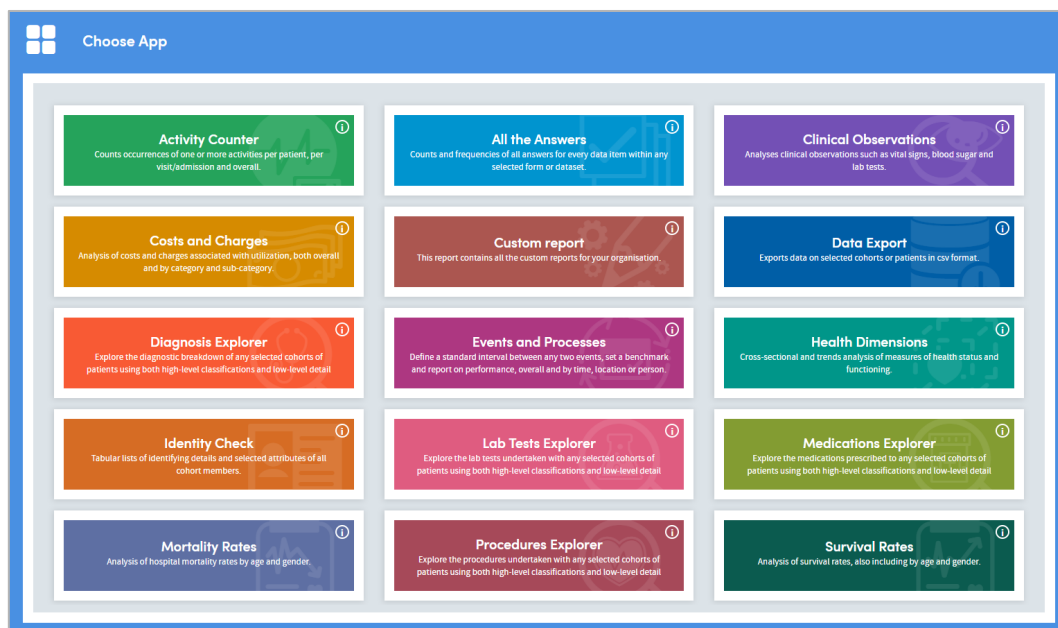 Choose App
Activity Counter
Counts occurrences of one or more activities per patient, per
visit/admission and overall.
All the Answers
Counts and frequencies of all answers for every data item within any
selected form or dataset.
Clinical Observations
Analyses clinical observations such as vital signs, blood sugar and
lab tests.
Costs and Charges
Analysis of costs and charges associated with utilization, both overall
and by category and sub-category.
Custom report
This report contains all the custom reports for your organisation.
Data Export
Exports data on selected cohorts or patients in csv format.
Diagnosis Explorer
Explore the diagnostic breakdown of any selected cohorts of
patients using both high-level classifications and low-level detail
Events and Processes
Define a standard interval between any two events, set a benchmark
and report on performance, overall and by time, location or person.
Health Dimensions
Cross-sectional and trends analysis of measures of health status and
functioning.
Identity Check
Tabular lists of identifying details and selected attributes of all
cohort members.
Lab Tests Explorer
Explore the lab tests undertaken with any selected cohorts of
patients using both high-level classifications and low-level detail
Medications Explorer
Explore the medications prescribed to any selected cohorts of
patients using both high-level classifications and low-level detail
Mortality Rates
Analysis of hospital mortality rates by age and gender.
Procedures Explorer
Explore the procedures undertaken with any selected cohorts of
patients using both high-level classifications and low-level detail
Survival Rates
Analysis of survival rates, also including by age and gender.